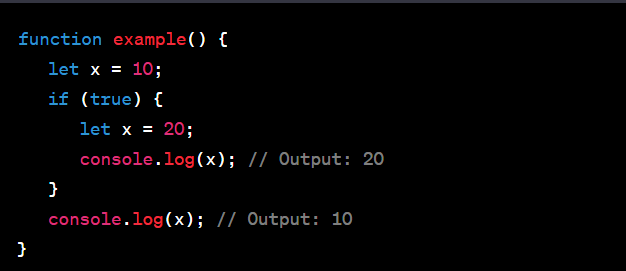 function example() {
   let x = 10;
   if (true) {
      let x = 20;
      console.log(x); // Output: 20
   }
   console.log(x); // Output: 10
}